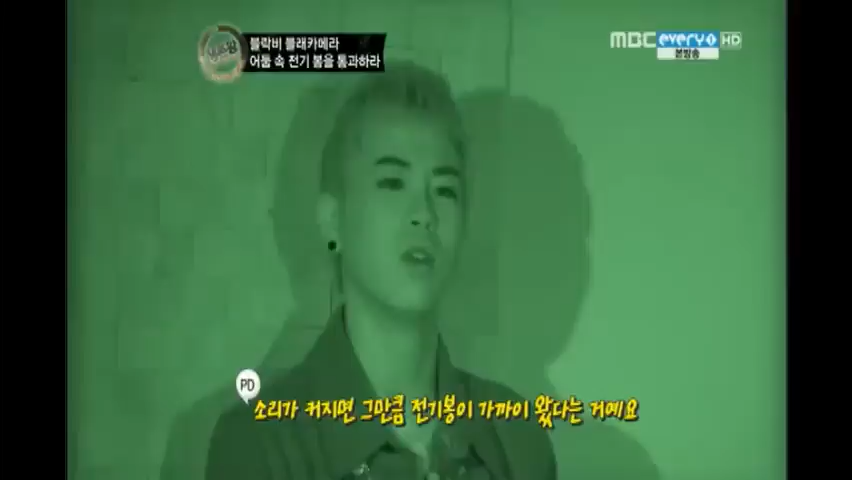 블락비 블랙카메라
어둠 속 전기 봉을 통과하라
MBC every1 HD
본방송
PD
소리가 커지면 그만큼 전기봉이 가까이 왔다는 거예요